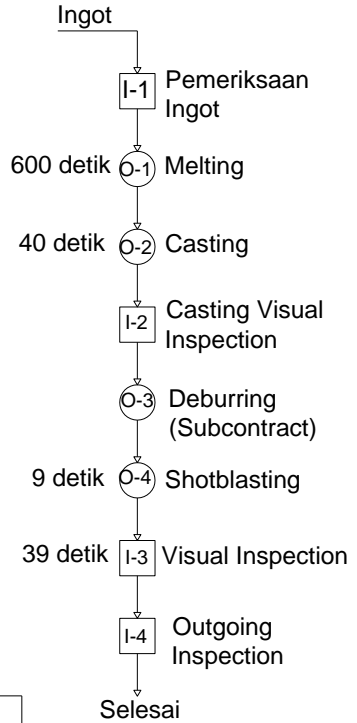 Ingot
I-1 Pemeriksaan
Ingot
600 detik O-1 Melting
40 detik O-2 Casting
I-2 Casting Visual
Inspection
O-3 Deburring
(Subcontract)
9 detik O-4 Shotblasting
39 detik I-3 Visual Inspection
I-4 Outgoing
Inspection
Selesai